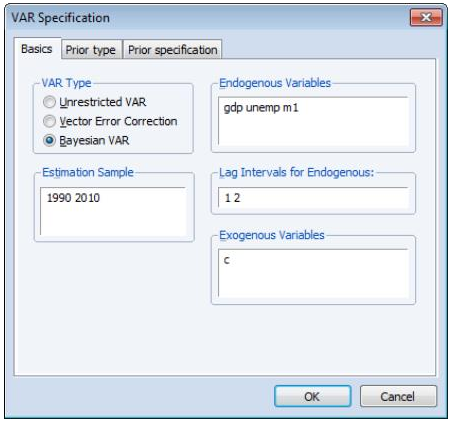 VAR Specification
Basics Prior type Prior specification
VAR Type
Unrestricted VAR
Vector Error Correction
Bayesian VAR
Estimation Sample
1990 2010
Endogenous Variables
gdp unemp m1
Lag Intervals for Endogenous:
1 2
Exogenous Variables
c
OK Cancel